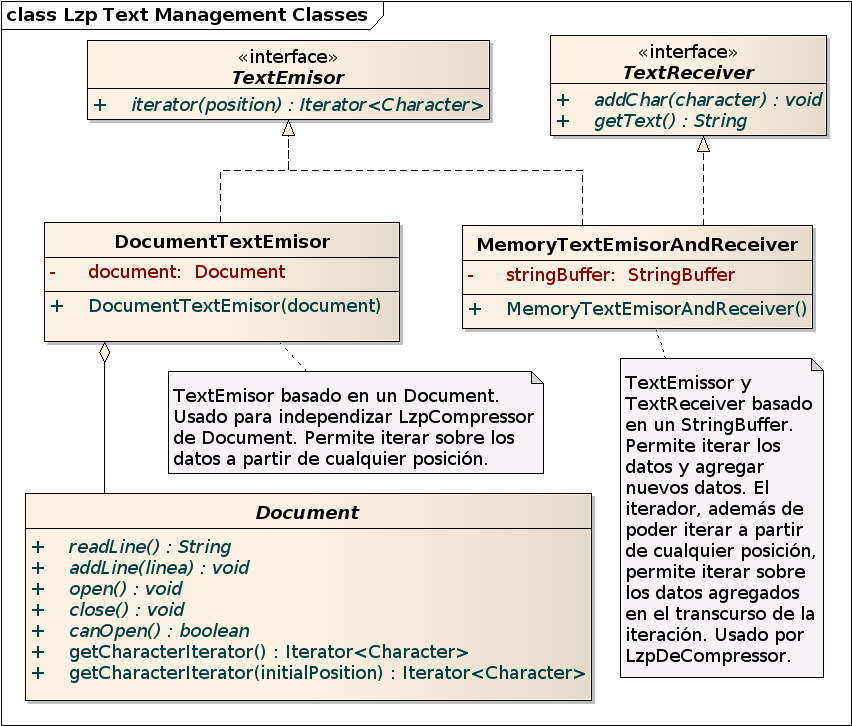 class Lzp Text Management Classes
«interface»
TextEmisor
+ iterator(position) : Iterator<Character>
«interface»
TextReceiver
+ addChar(character) : void
+ getText() : String
DocumentTextEmisor
- document: Document
+ DocumentTextEmisor(document)
MemoryTextEmisorAndReceiver
- stringBuffer: StringBuffer
+ MemoryTextEmisorAndReceiver()
TextEmisor basado en un Document.
Usado para independizar LzpCompressor
de Document. Permite iterar sobre los
datos a partir de cualquier posición.
TextEmissor y
TextReceiver basado
en un StringBuffer.
Permite iterar los
datos y agregar
nuevos datos. El
iterador, además de
poder iterar a partir
de cualquier posición,
permite iterar sobre
los datos agregados
en el transcurso de la
iteración. Usado por
LzpDeCompressor.
Document
+ readLine() : String
+ addLine(linea) : void
+ open() : void
+ close() : void
+ canOpen() : boolean
+ getCharacterIterator() : Iterator<Character>
+ getCharacterIterator(initialPosition) : Iterator<Character>